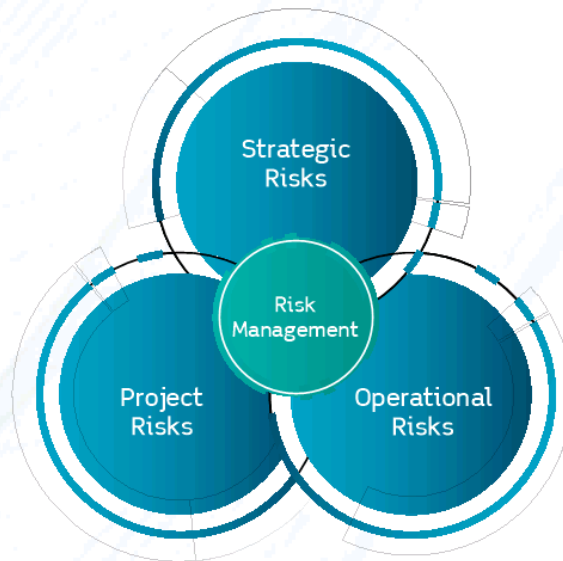 Strategic
Risks
Risk
Management
Project
Risks
Operational
Risks